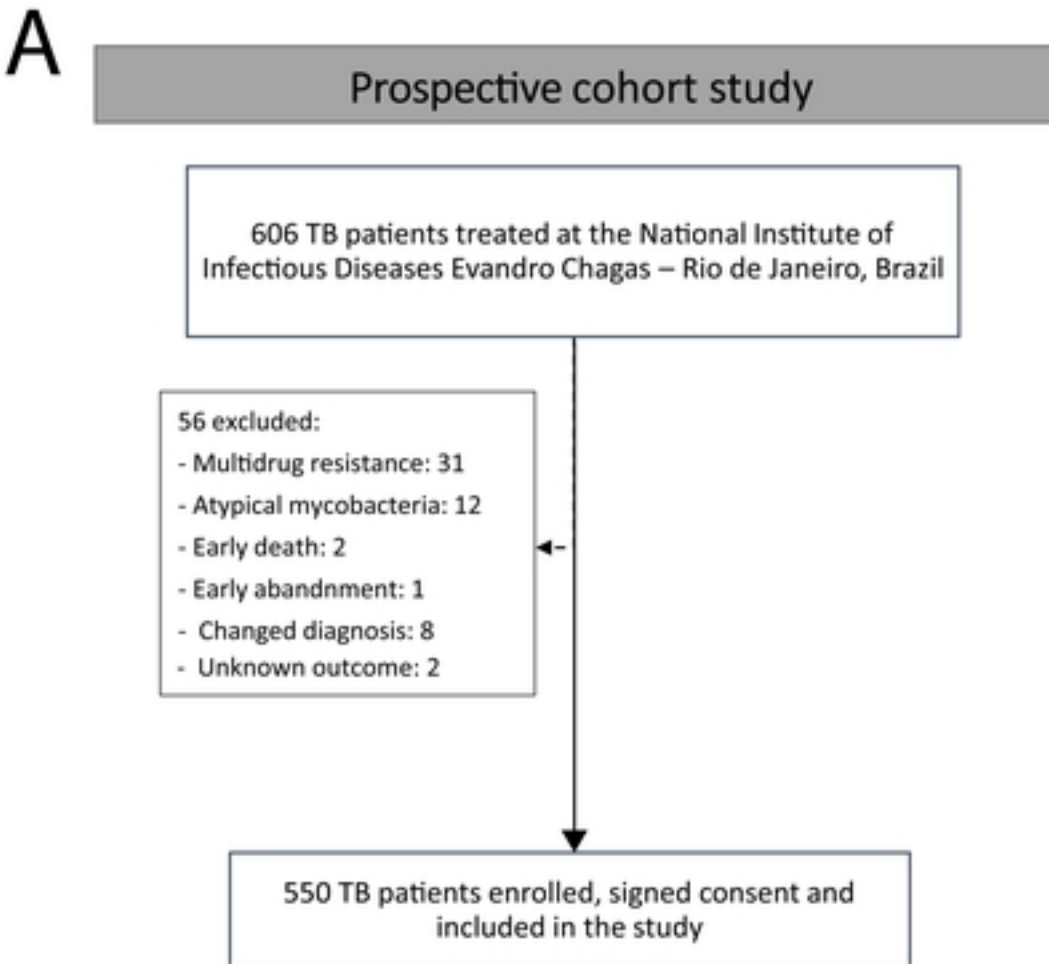 A
Prospective cohort study
606 TB patients treated at the National Institute of
Infectious Diseases Evandro Chagas – Rio de Janeiro, Brazil
56 excluded:
- Multidrug resistance: 31
- Atypical mycobacteria: 12
- Early death: 2
- Early abandnment: 1
- Changed diagnosis: 8
- Unknown outcome: 2
550 TB patients enrolled, signed consent and
included in the study